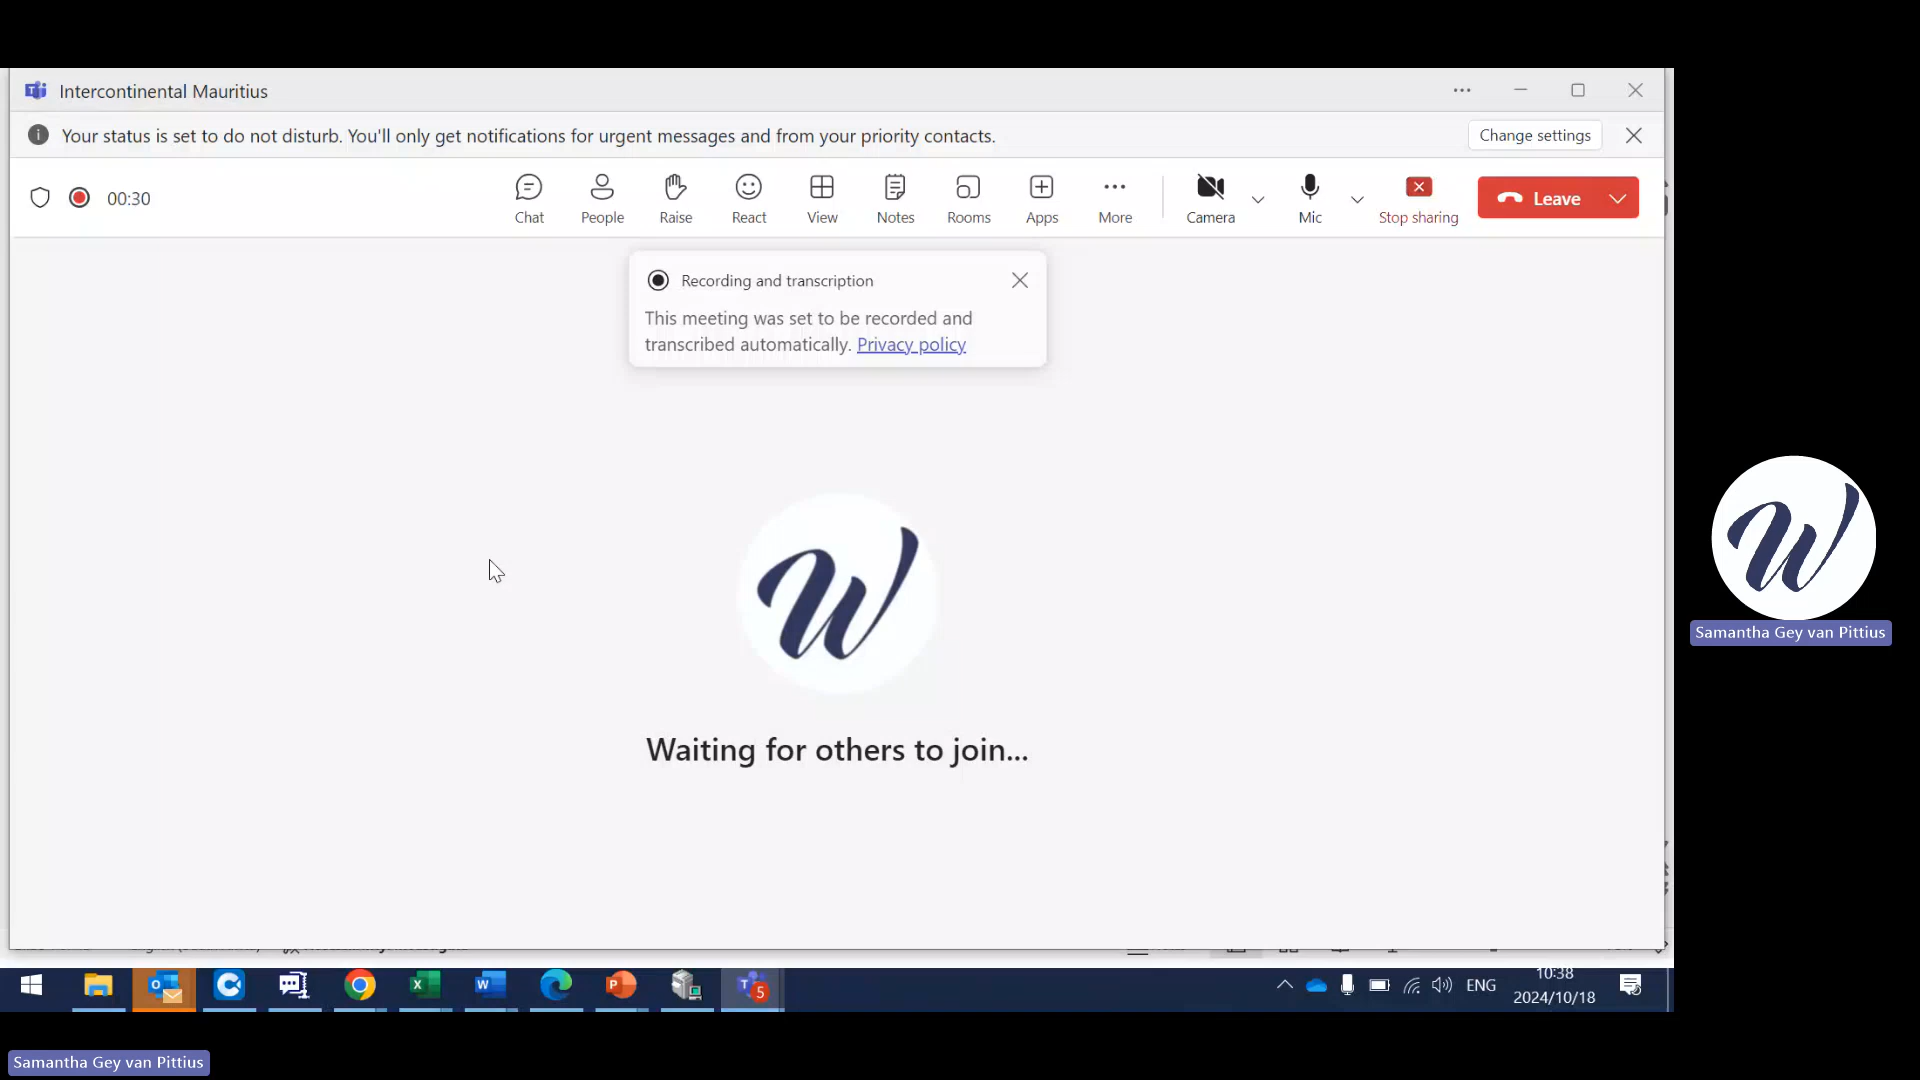 Intercontinental Mauritius
Your status is set to do not disturb. You'll only get notifications for urgent messages and from your priority contacts.
Change settings
00:30
Chat
People
Raise
React
View
Notes
Rooms
Apps
More
Camera
Mic
Stop sharing
Leave
Recording and transcription
This meeting was set to be recorded and
transcribed automatically. Privacy policy
W
Waiting for others to join...
W
Samantha Gey van Pittius
5
ENG
10:38
2024/10/18
Samantha Gey van Pittius